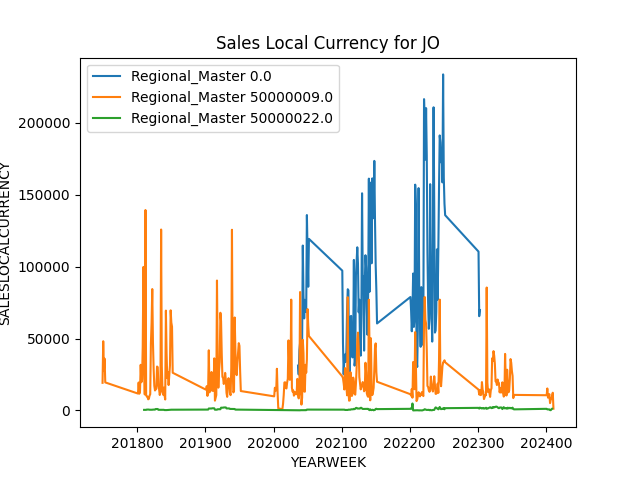 Sales Local Currency for JO
Regional_Master 0.0
Regional_Master 50000009.0
Regional_Master 50000022.0
SALESLOCALCURRENCY
200000
150000
100000
50000
0
201800 201900 202000 202100 202200 202300 202400
YEARWEEK